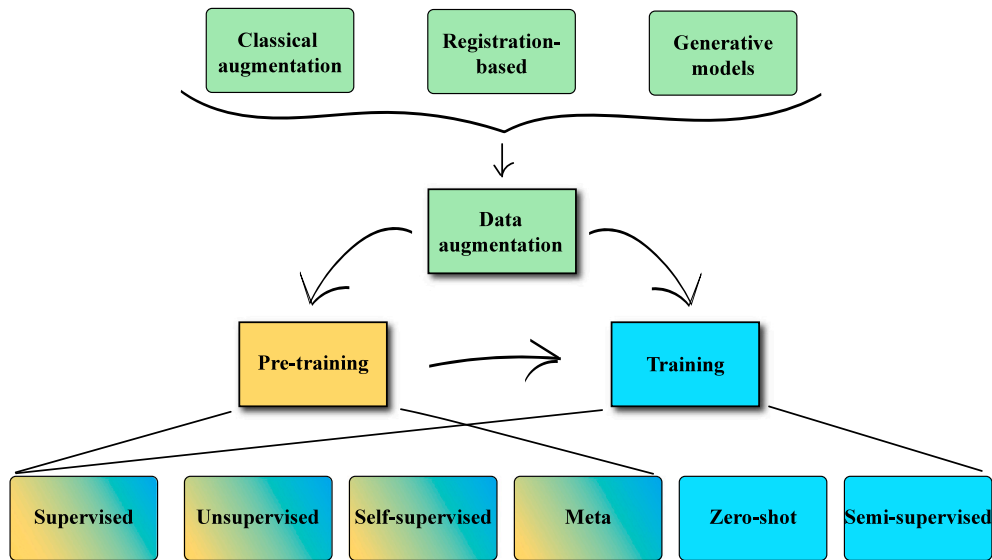 Classical
augmentation
Registration-
based
Generative
models
Data
augmentation
Pre-training
Training
Supervised
Unsupervised
Self-supervised
Meta
Zero-shot
Semi-supervised